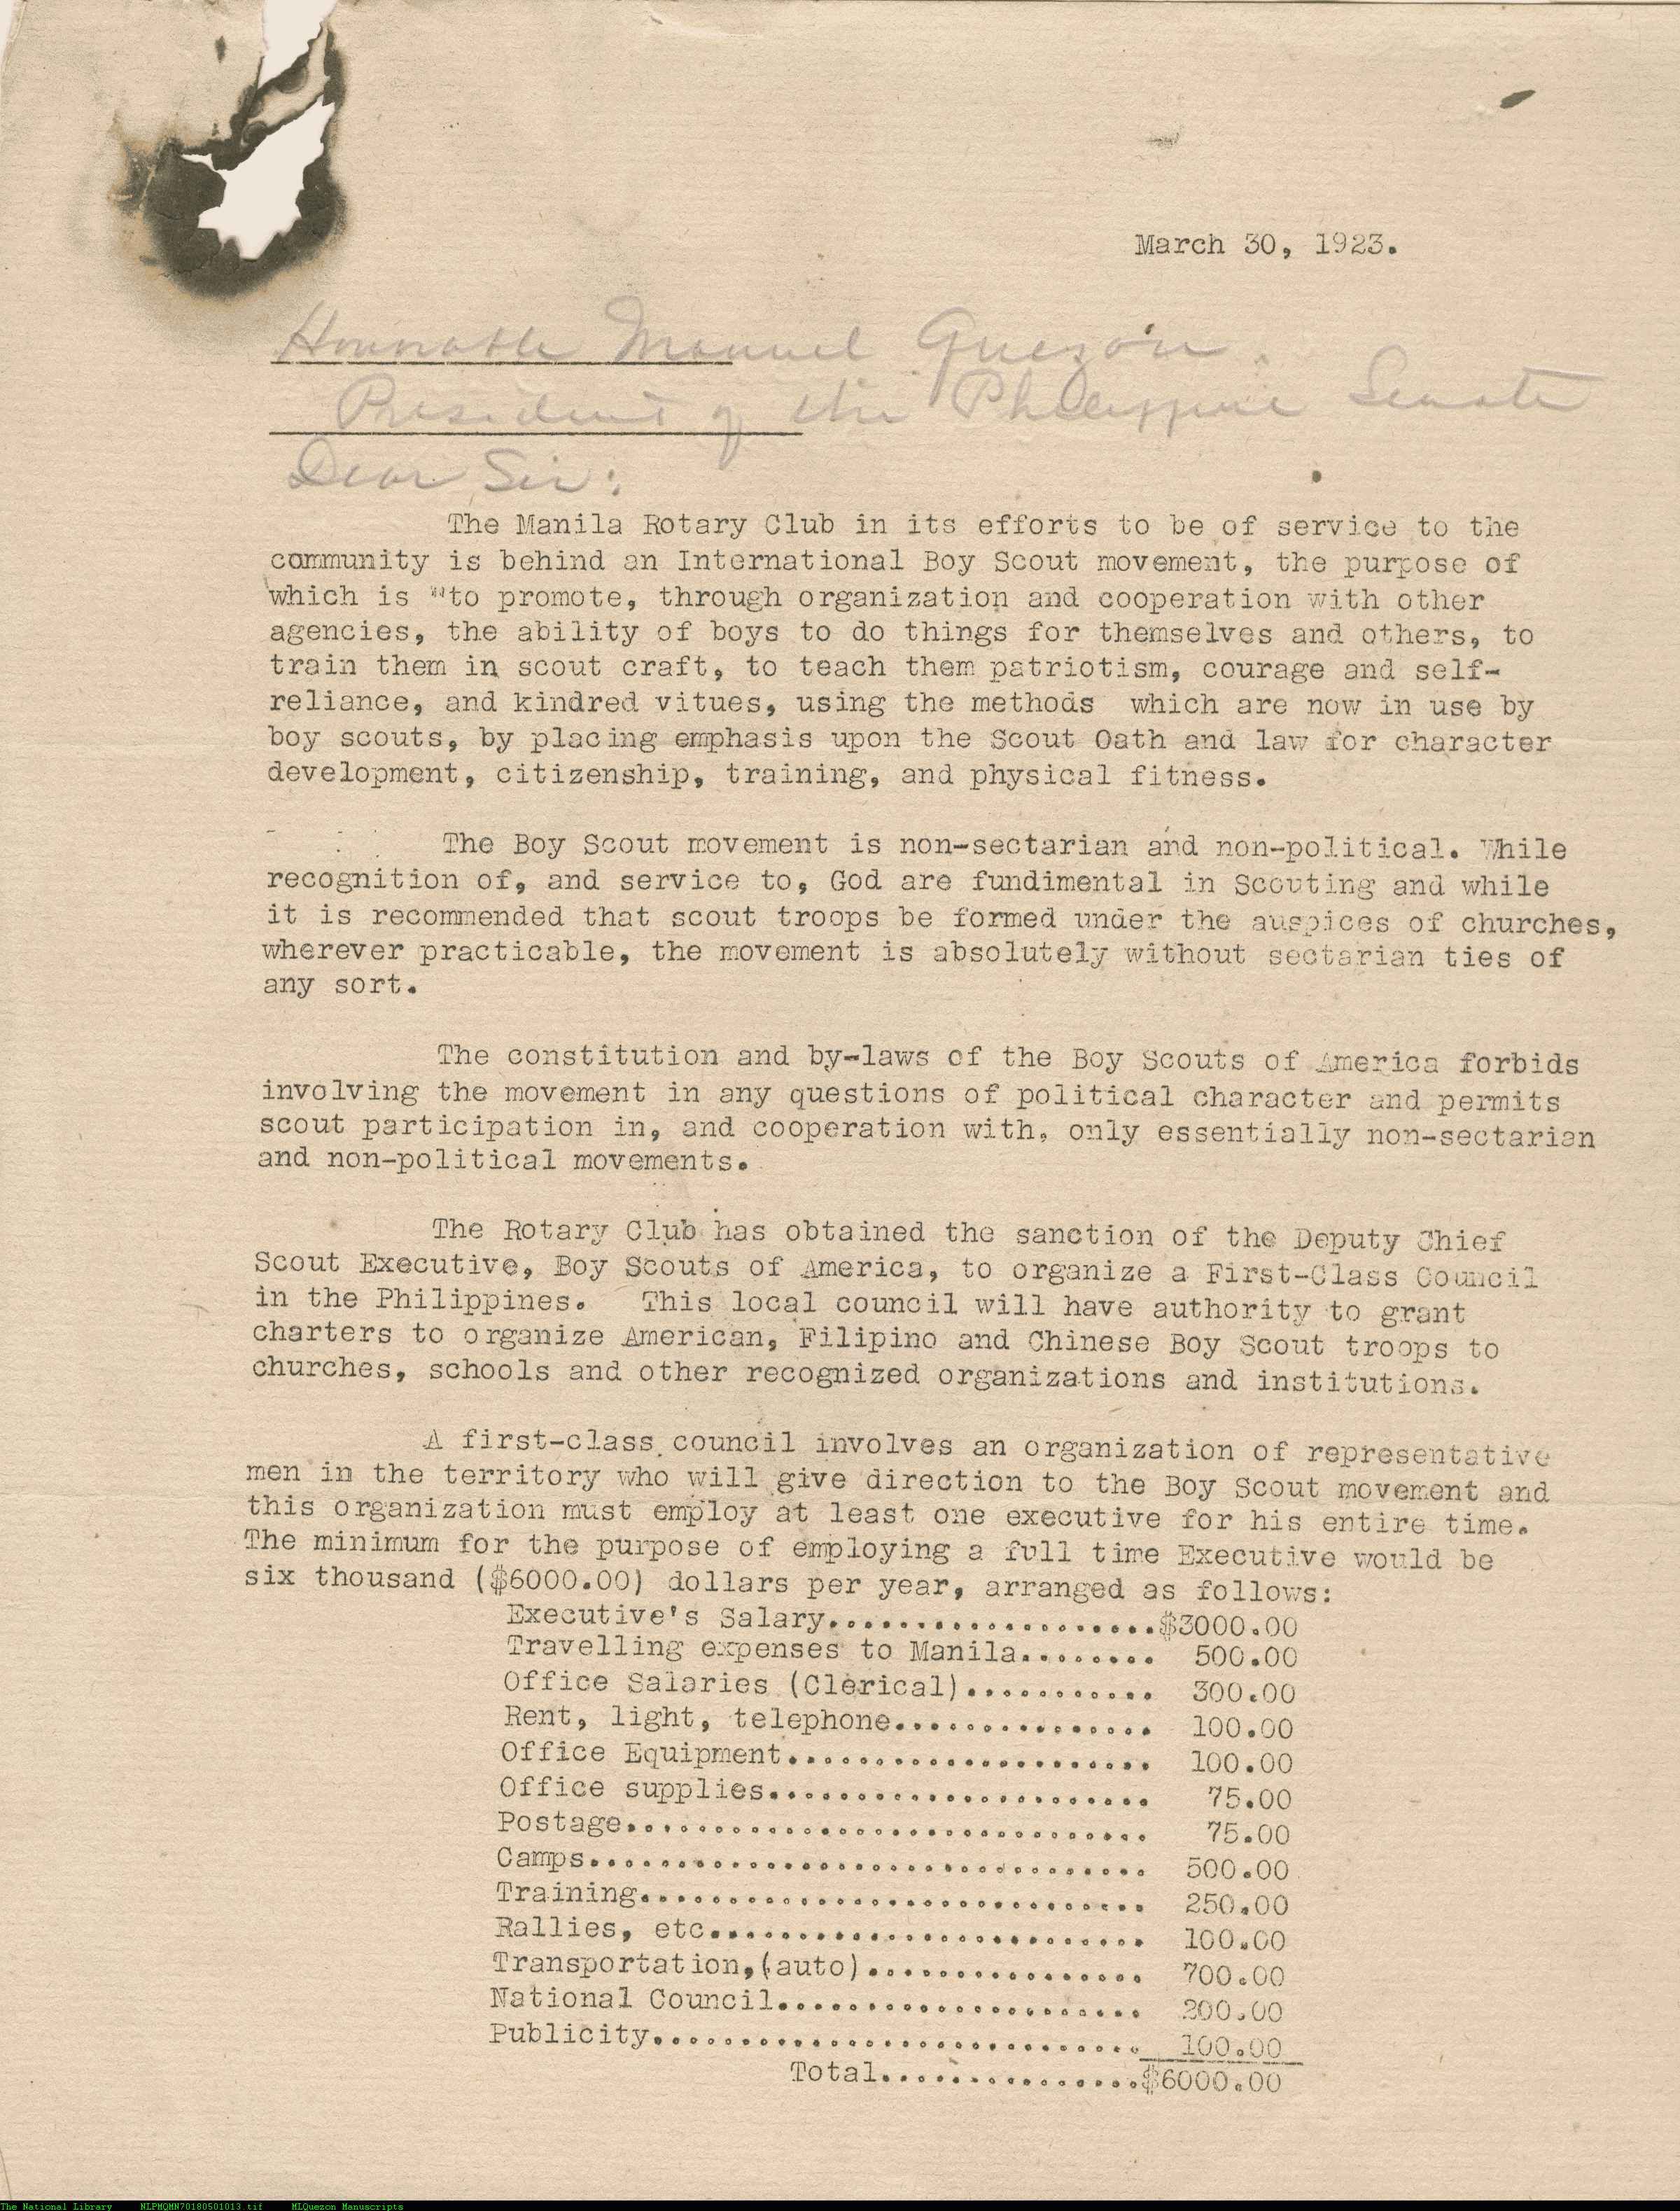 March 30, 1923.
Honorable Manuel Quezón
President of the Philippine Senate
Dear Sir:
The Manila Rotary Club in its efforts to be of service to the
community is behind an International Boy Scout movement, the purpose of
which is ""to promote, through organization and cooperation with other
agencies, the ability of boys to do things for themselves and others, to
train them in scout craft, to teach them patriotism, courage and self-
reliance, and kindred vitues, using the methods which are now in use by
boy scouts, by placing emphasis upon the Scout Oath and law for character
development, citizenship, training, and physical fitness.
The Boy Scout movement is non-sectarian and non-political. While
recognition of, and service to, God are fundimental in Scouting and while
it is recommended that scout troops be formed under the auspices of churches,
wherever practicable, the movement is absolutely without sectarian ties of
any sort.
The constitution and by-laws of the Boy Scouts of America forbids
involving the movement in any questions of political character and permits
scout participation in, and cooperation with, only essentially non-sectarian
and non-political movements.
The Rotary Club has obtained the sanction of the Deputy Chief
Scout Executive, Boy Scouts of America, to organize a First-Class Council
in the Philippines. This local council will have authority to grant
charters to organize American, Filipino and Chinese Boy Scout troops to
churches, schools and other recognized organizations and institutions.
A first-class council involves an organization of representative
men in the territory who will give direction to the Boy Scout movement and
this organization must employ at least one executive for his entire time.
The minimum for the purpose of employing a full time Executive would be
six thousand ($6000.00) dollars per year, arranged as follows:
Executive's Salary...................$3000.00
Travelling expenses to Manila........ 500.00
Office Salaries (Clerical)........... 300.00
Rent, light, telephone............... 100.00
Office Equipment..................... 100.00
Office supplies...................... 75.00
Postage.............................. 75.00
Camps................................ 500.00
Training............................. 250.00
Rallies, etc......................... 100.00
Transportation,(auto)................ 700.00
National Council..................... 200.00
Publicity............................ 100.00
Total...............$6000.00
The National Library NLPMQMN70180501013.tif MLQuezon Manuscripts